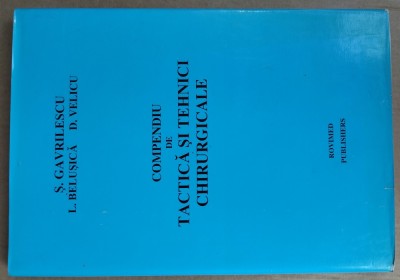 Ș. GAVRILESCU
L. BELUȘICĂ D. VELICU
COMPENDIU
DE
TACTICĂ ȘI TEHNICI
CHIRURGICALE
ROVIMED
PUBLISHERS